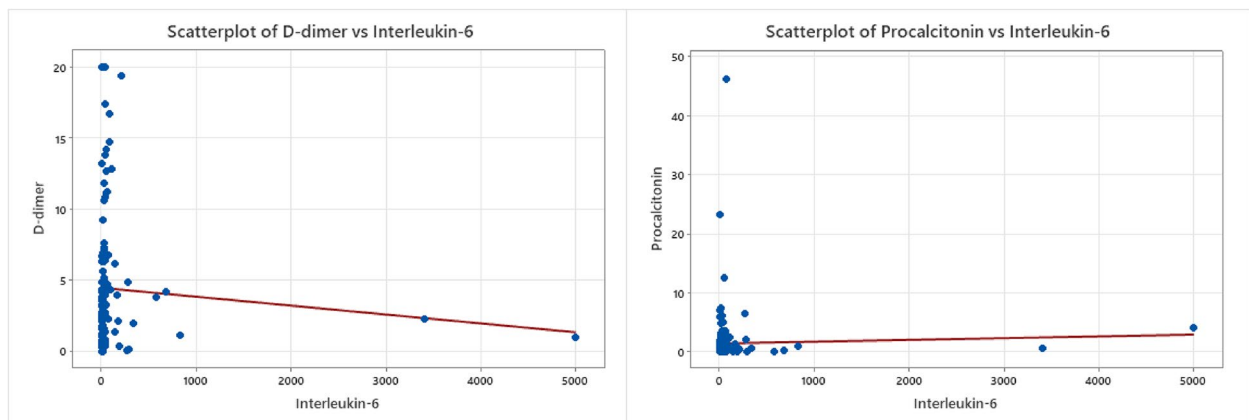 Scatterplot of D-dimer vs Interleukin-6
20
15
10
5
0
D-dimer
0 1000 2000 3000 4000 5000
Interleukin-6
Scatterplot of Procalcitonin vs Interleukin-6
50
40
30
20
10
0
Procalcitonin
0 1000 2000 3000 4000 5000
Interleukin-6